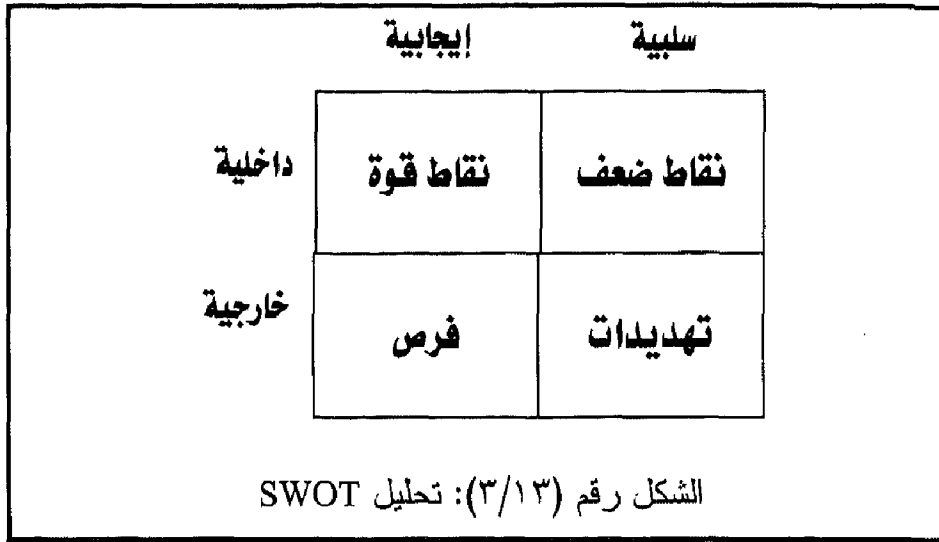 سلبية إيجابية
داخلية نقاط قوة نقاط ضعف
خارجية فرص تهديدات
الشكل رقم (٣/١٣): تحليل SWOT